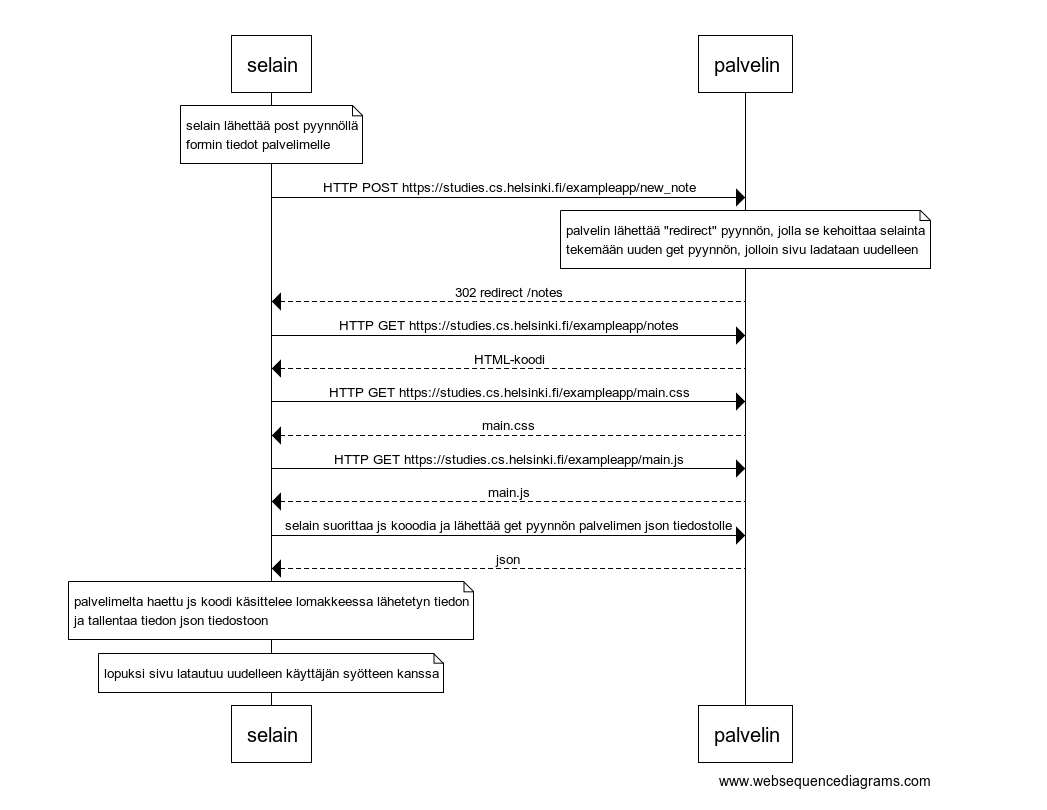 selain
palvelin
selain lähettää post pyynnöllä
formin tiedot palvelimelle
HTTP POST https://studies.cs.helsinki.fi/exampleapp/new_note
palvelin lähettää "redirect" pyynnön, jolla se kehoittaa selainta
tekemään uuden get pyynnön, jolloin sivu ladataan uudelleen
302 redirect /notes
HTTP GET https://studies.cs.helsinki.fi/exampleapp/notes
HTML-koodi
HTTP GET https://studies.cs.helsinki.fi/exampleapp/main.css
main.css
HTTP GET https://studies.cs.helsinki.fi/exampleapp/main.js
main.js
selain suorittaa js kooodia ja lähettää get pyynnön palvelimen json tiedostolle
json
palvelimelta haettu js koodi käsittelee lomakkeessa lähetetyn tiedon
ja tallentaa tiedon json tiedostoon
lopuksi sivu latautuu uudelleen käyttäjän syötteen kanssa
selain
palvelin
www.websequencediagrams.com